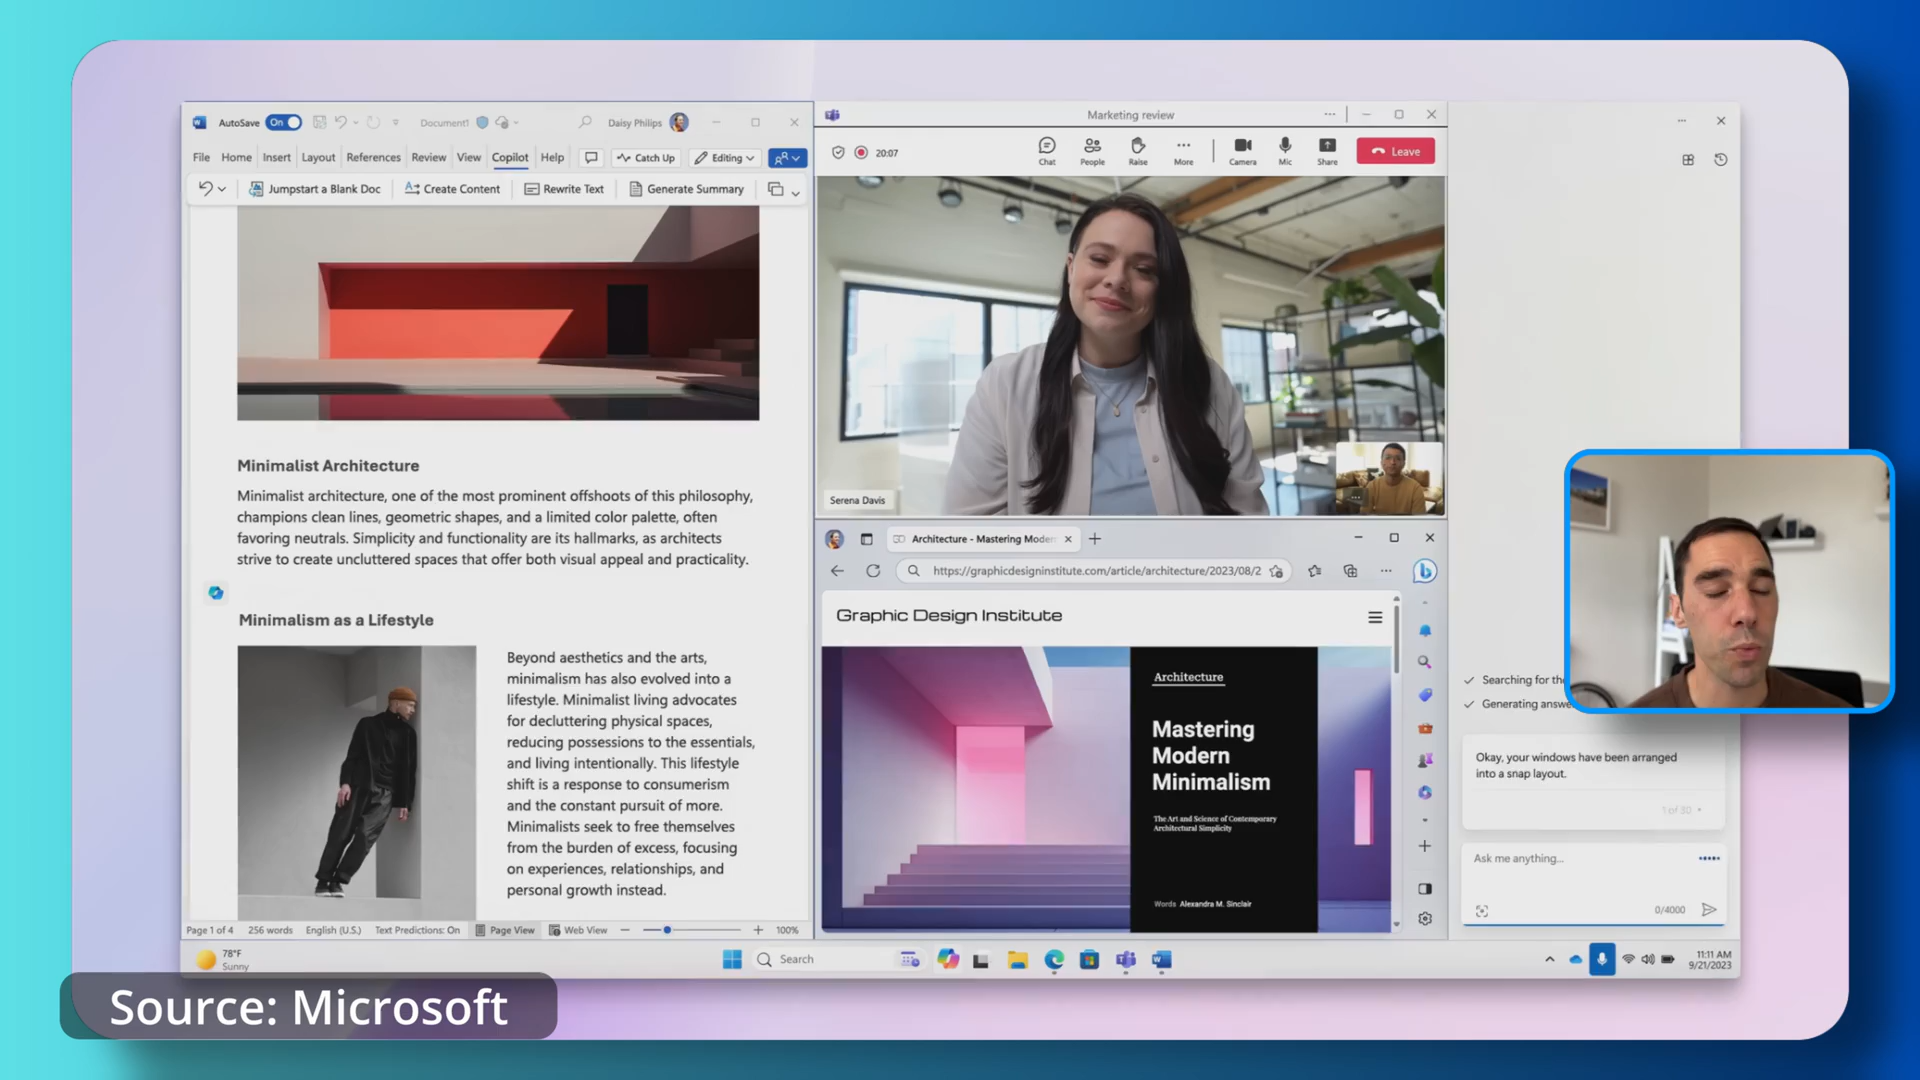 AutoSave On
Document1
Daisy Philips
File Home Insert Layout References Review View Copilot Help
Catch Up
Editing
Jumpstart a Blank Doc
Create Content
Rewrite Text
Generate Summary
Minimalist Architecture
Minimalist architecture, one of the most prominent offshoots of this philosophy,
champions clean lines, geometric shapes, and a limited color palette, often
favoring neutrals. Simplicity and functionality are its hallmarks, as architects
strive to create uncluttered spaces that offer both visual appeal and practicality.
Minimalism as a Lifestyle
Beyond aesthetics and the arts,
minimalism has also evolved into a
lifestyle. Minimalist living advocates
for decluttering physical spaces,
reducing possessions to the essentials,
and living intentionally. This lifestyle
shift is a response to consumerism
and the constant pursuit of more.
Minimalists seek to free themselves
from the burden of excess, focusing
on experiences, relationships, and
personal growth instead.
Page 1 of 4 256 words English (U.S.) Text Predictions: On Page View Web View 100%
Marketing review
20:07
Chat People Raise More Camera Mic Share Leave
Serena Davis
Architecture - Mastering Moder
https://graphicdesigninstitute.com/article/architecture/2023/08/2
Graphic Design Institute
Architecture
Mastering
Modern
Minimalism
The Art and Science of Contemporary
Architectural Simplicity
Words Alexandra M. Sinclair
Searching for the
Generating answe
Okay, your windows have been arranged
into a snap layout.
1 of 30
Ask me anything...
0/4000
78°F
Sunny
Search
11:11 AM
9/21/2023
Source: Microsoft